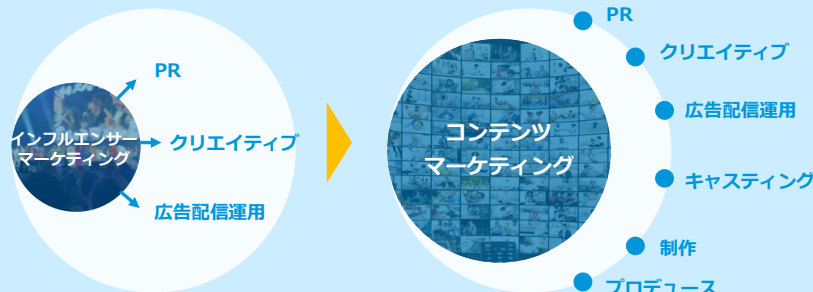 PR
インフルエンサー
マーケティング
クリエイティブ
広告配信運用
PR
クリエイティブ
コンテンツ
マーケティング
広告配信運用
キャスティング
制作
プロデュース